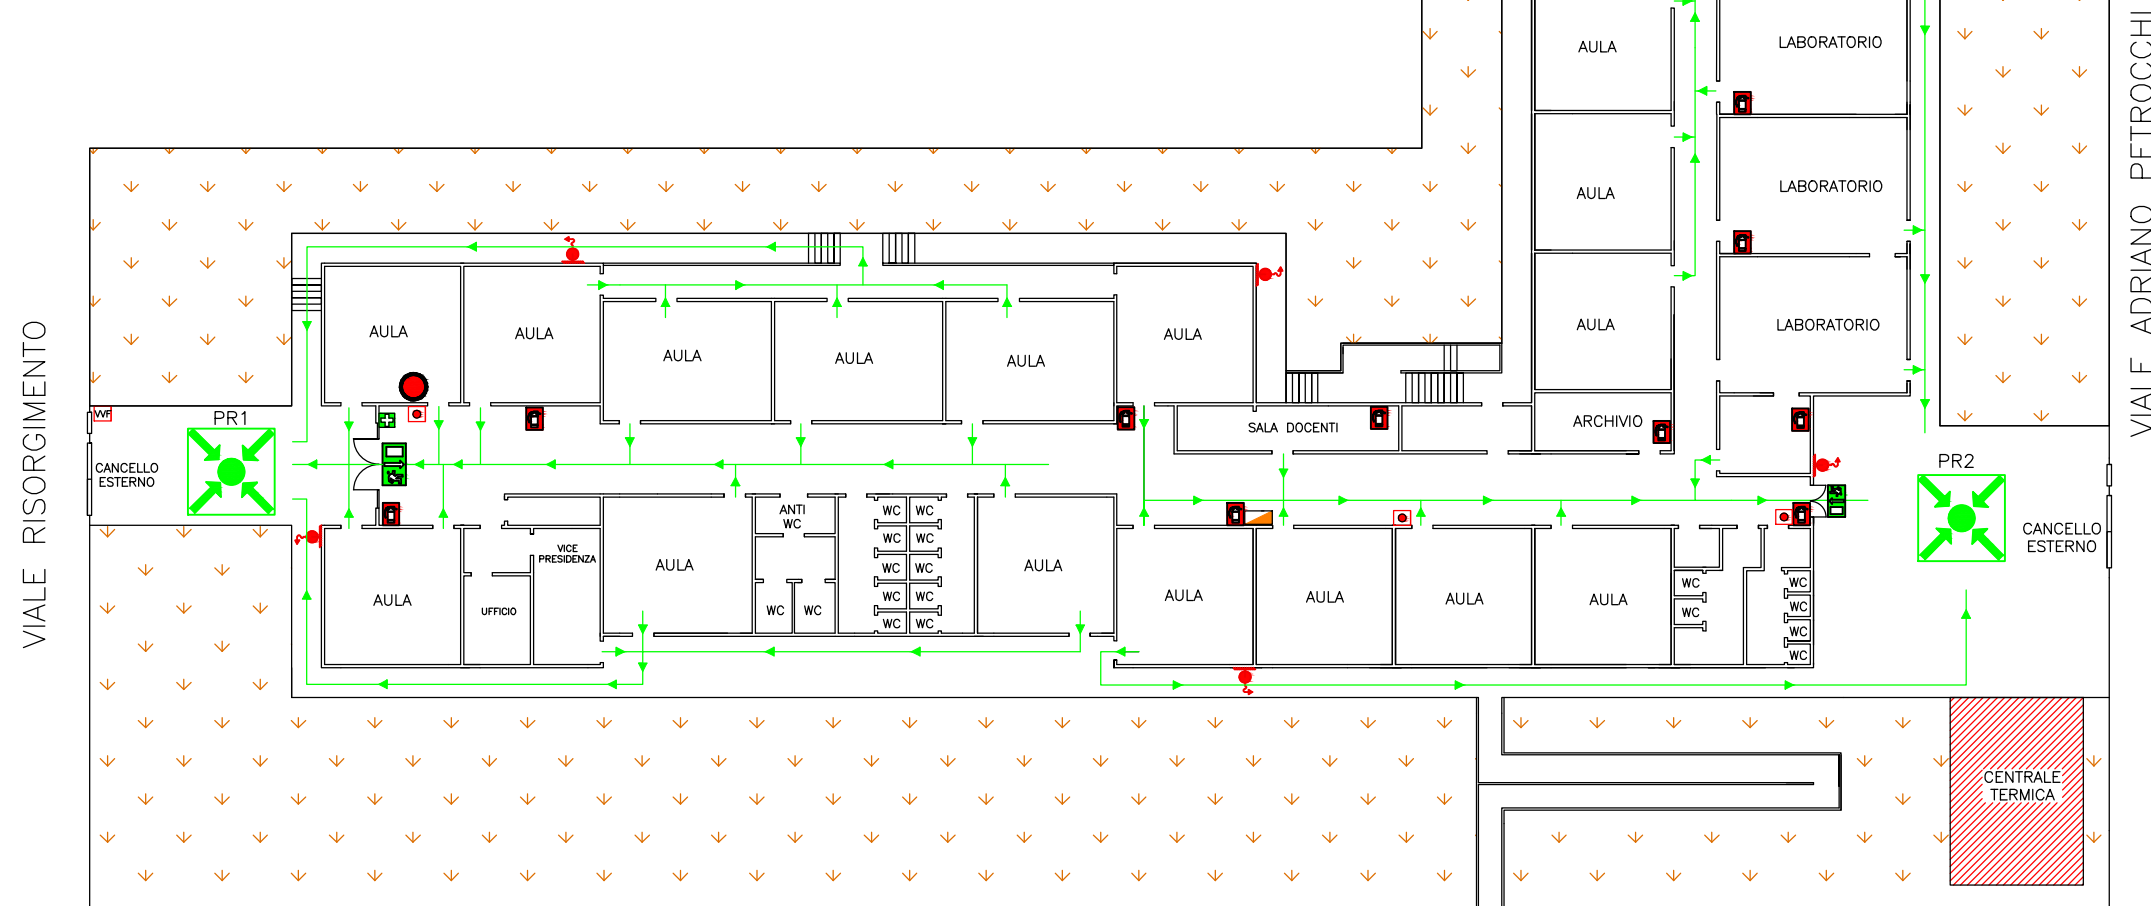 VIALE RISORGIMENTO
VIALE ADRIANO PETROCCHI
AULA
LABORATORIO
AULA
LABORATORIO
AULA
LABORATORIO
AULA
AULA
AULA
AULA
AULA
AULA
VVF
PR1
CANCELLO
ESTERNO
SALA DOCENTI
ARCHIVIO
PR2
CANCELLO
ESTERNO
ANTI
WC
WC
WC
WC
WC
WC
WC
WC
WC
WC
WC
WC
WC
VICE
PRESIDENZA
UFFICIO
AULA
AULA
AULA
AULA
AULA
AULA
AULA
WC
WC
WC
WC
WC
WC
CENTRALE
TERMICA